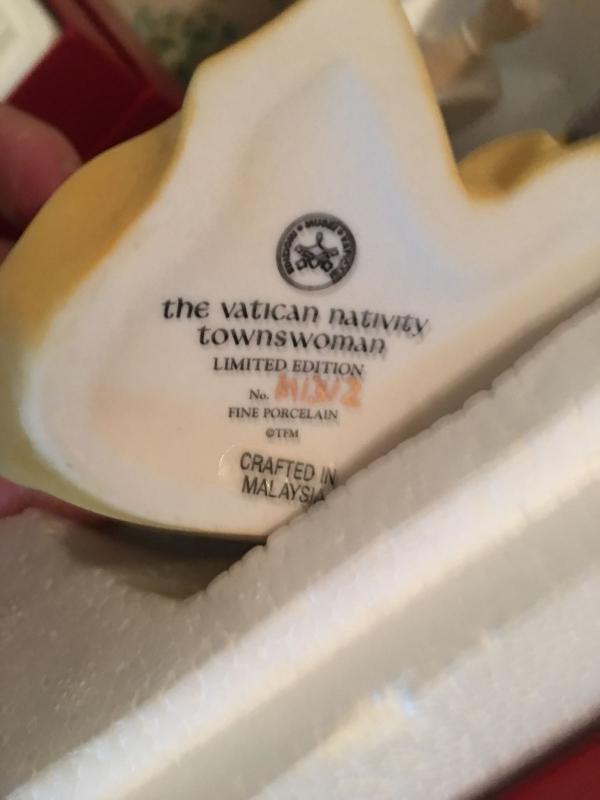 the vatican nativity
townswoman
LIMITED EDITION
No.
FINE PORCELAIN
©TFM
CRAFTED IN
MALAYSIA